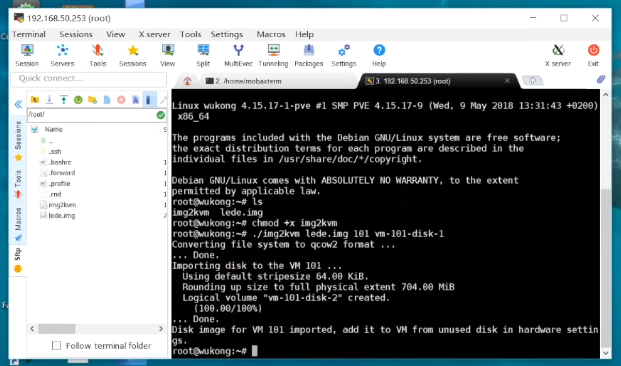 192.168.50.253 (root)
Terminal Sessions View X server Tools Settings Macros Help
Session Servers Tools Sessions View Split MultiExec Tunneling Packages Settings Help X server Exit
Quick connect...
2. /home/mobaxterm
3. 192.168.50.253 (root)
/root/
Name
..
.ssh
.bashrc
.forward
.profile
.rnd
img2kvm
lede.img
Sessions
Tools
Macros
Sftp
Follow terminal folder
Linux wukong 4.15.17-1-pve #1 SMP PVE 4.15.17-9 (Wed, 9 May 2018 13:31:43 +0200)
x86_64
The programs included with the Debian GNU/Linux system are free software;
the exact distribution terms for each program are described in the
individual files in /usr/share/doc/*/copyright.
Debian GNU/Linux comes with ABSOLUTELY NO WARRANTY, to the extent
permitted by applicable law.
root@wukong:~# ls
img2kvm lede.img
root@wukong:~# chmod +x img2kvm
root@wukong:~# ./img2kvm lede.img 101 vm-101-disk-1
Converting file system to qcow2 format ...
... Done.
Importing disk to the VM 101 ...
Using default stripesize 64.00 KiB.
Rounding up size to full physical extent 704.00 MiB
Logical volume "vm-101-disk-2" created.
(100.00/100%)
... Done.
Disk image for VM 101 imported, add it to VM from unused disk in hardware settin
gs.
root@wukong:~#